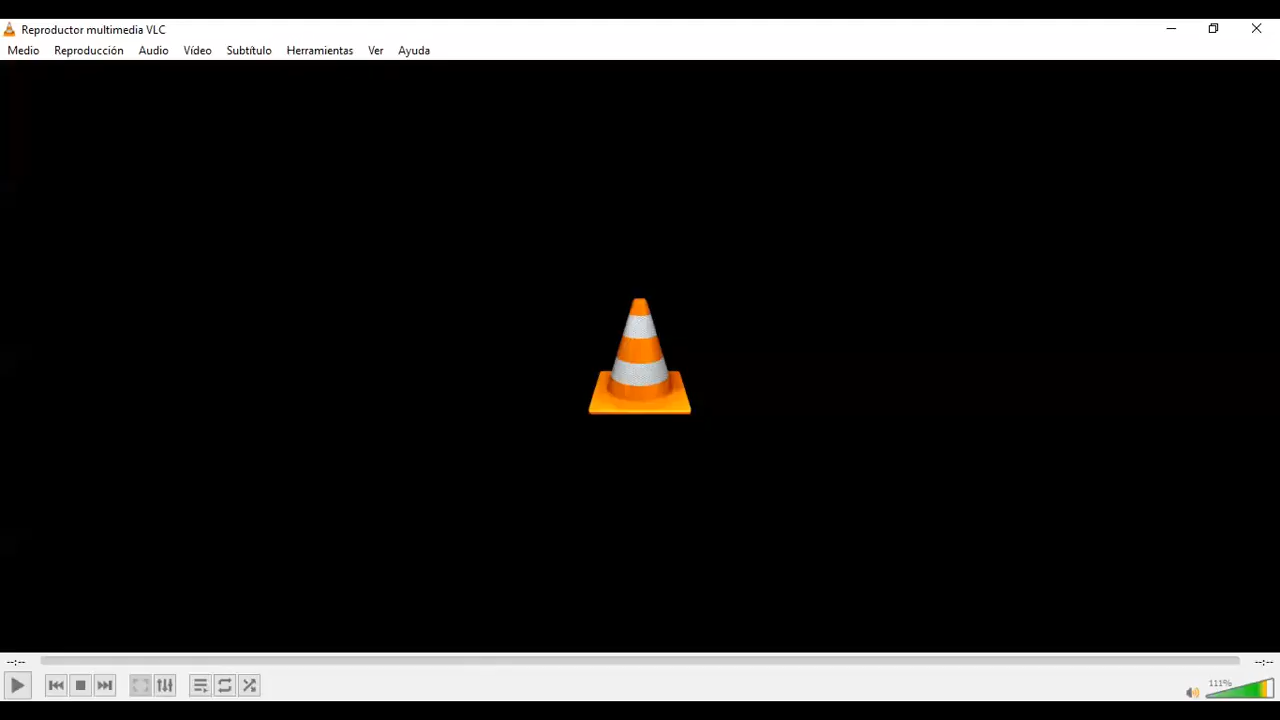 Reproductor multimedia VLC
Medio Reproducción Audio Vídeo Subtítulo Herramientas Ver Ayuda
--:-- --:--
111%